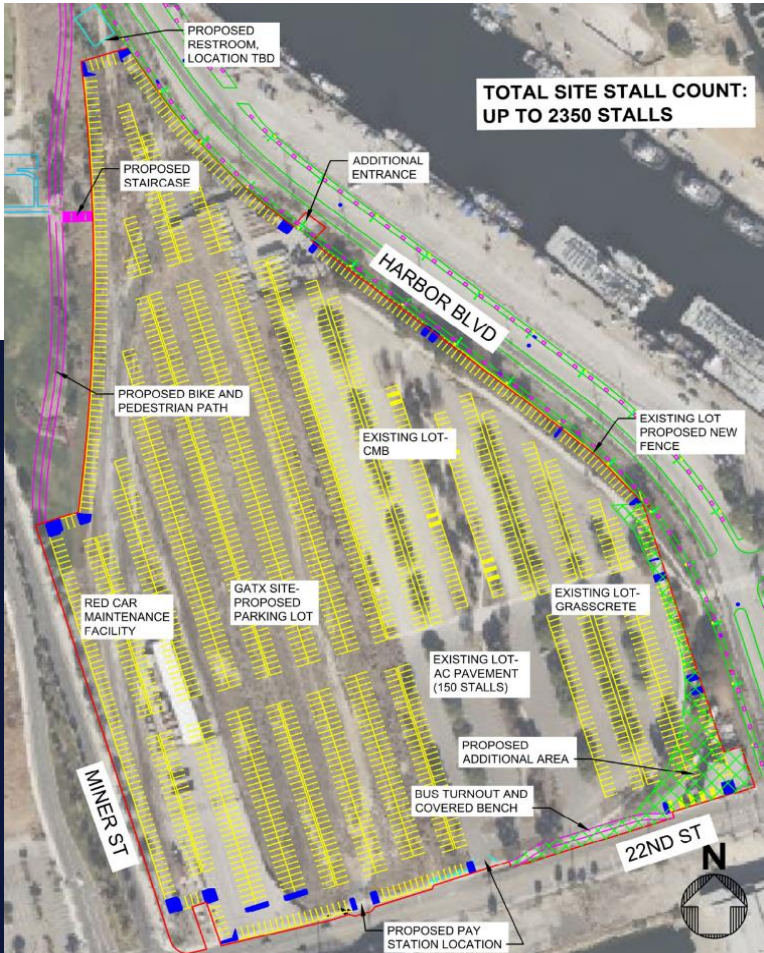 PROPOSED
RESTROOM,
LOCATION TBD
TOTAL SITE STALL COUNT:
UP TO 2350 STALLS
PROPOSED
STAIRCASE
ADDITIONAL
ENTRANCE
HARBOR BLVD
PROPOSED BIKE AND
PEDESTRIAN PATH
EXISTING LOT
PROPOSED NEW
FENCE
EXISTING LOT-
CMB
RED CAR
MAINTENANCE
FACILITY
GATX SITE-
PROPOSED
PARKING LOT
EXISTING LOT-
GRASSCRETE
EXISTING LOT-
AC PAVEMENT
(150 STALLS)
PROPOSED
ADDITIONAL AREA
BUS TURNOUT AND
COVERED BENCH
MINER ST
22ND ST
N
PROPOSED PAY
STATION LOCATION